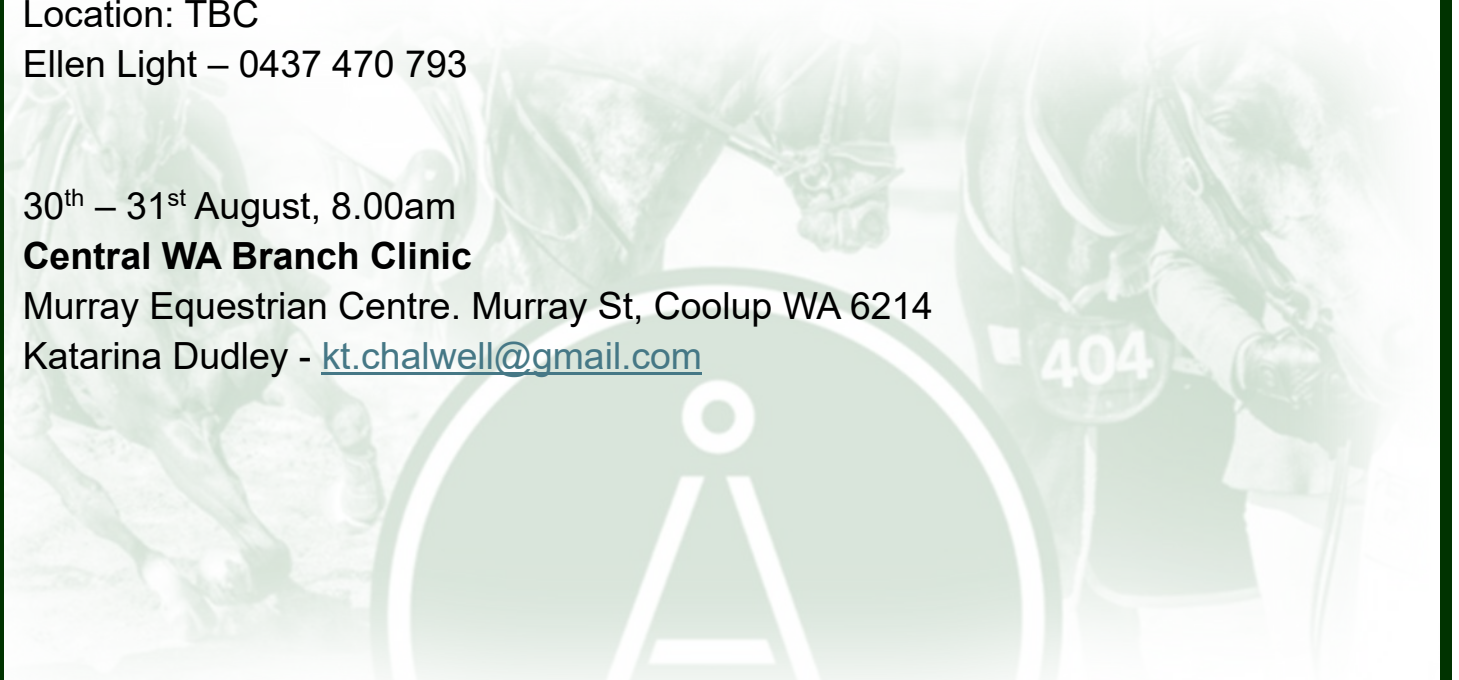 Location: TBC
Ellen Light – 0437 470 793
30th – 31st August, 8.00am
Central WA Branch Clinic
Murray Equestrian Centre. Murray St, Coolup WA 6214
Katarina Dudley - kt.chalwell@gmail.com
404
A